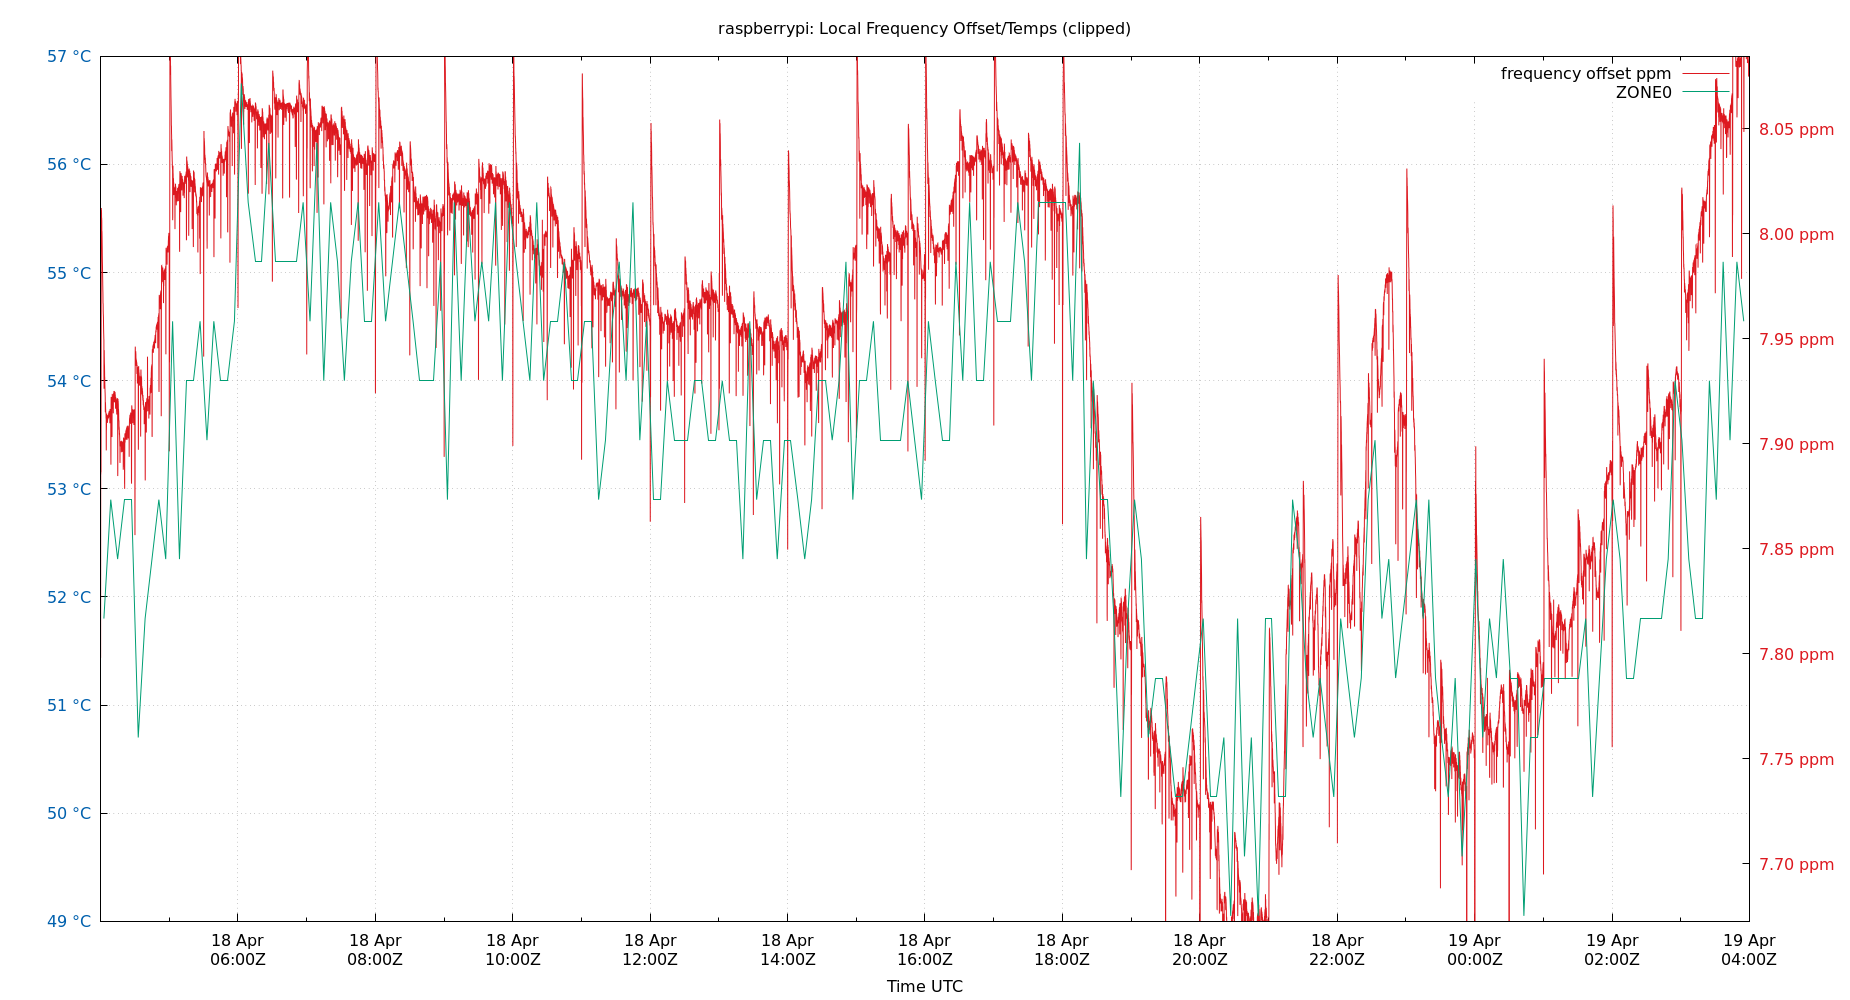 raspberrypi: Local Frequency Offset/Temps (clipped)
57 °C
56 °C
55 °C
54 °C
53 °C
52 °C
51 °C
50 °C
49 °C
frequency offset ppm
ZONE0
8.05 ppm
8.00 ppm
7.95 ppm
7.90 ppm
7.85 ppm
7.80 ppm
7.75 ppm
7.70 ppm
18 Apr 18 Apr 18 Apr 18 Apr 18 Apr 18 Apr 18 Apr 18 Apr 18 Apr 19 Apr 19 Apr 19 Apr
06:00Z 08:00Z 10:00Z 12:00Z 14:00Z 16:00Z 18:00Z 20:00Z 22:00Z 00:00Z 02:00Z 04:00Z
Time UTC